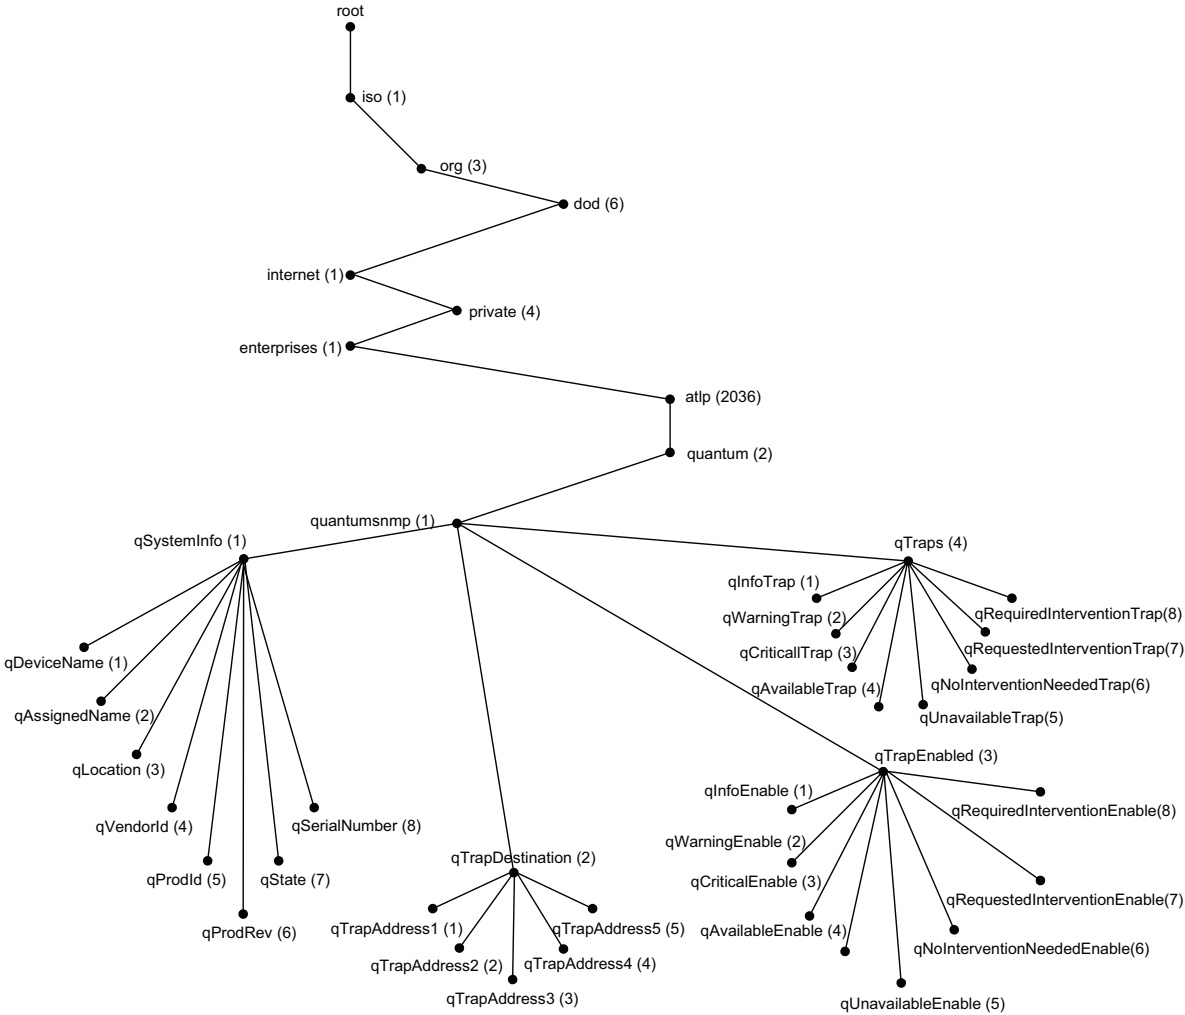 root
iso (1)
org (3)
dod (6)
internet (1)
private (4)
enterprises (1)
atlp (2036)
quantum (2)
quantumsnmp (1)
qSystemInfo (1)
qDeviceName (1)
qAssignedName (2)
qLocation (3)
qVendorId (4)
qProdId (5)
qProdRev (6)
qState (7)
qSerialNumber (8)
qTrapDestination (2)
qTrapAddress1 (1)
qTrapAddress2 (2)
qTrapAddress3 (3)
qTrapAddress4 (4)
qTrapAddress5 (5)
qTraps (4)
qInfoTrap (1)
qWarningTrap (2)
qCriticallTrap (3)
qAvailableTrap (4)
qUnavailableTrap(5)
qNoInterventionNeededTrap(6)
qRequestedInterventionTrap(7)
qRequiredInterventionTrap(8)
qTrapEnabled (3)
qInfoEnable (1)
qWarningEnable (2)
qCriticalEnable (3)
qAvailableEnable (4)
qUnavailableEnable (5)
qNoInterventionNeededEnable(6)
qRequestedInterventionEnable(7)
qRequiredInterventionEnable(8)